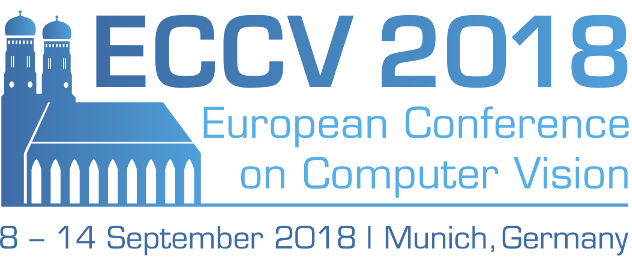 ECCV 2018
European Conference
on Computer Vision
8 – 14 September 2018 | Munich, Germany